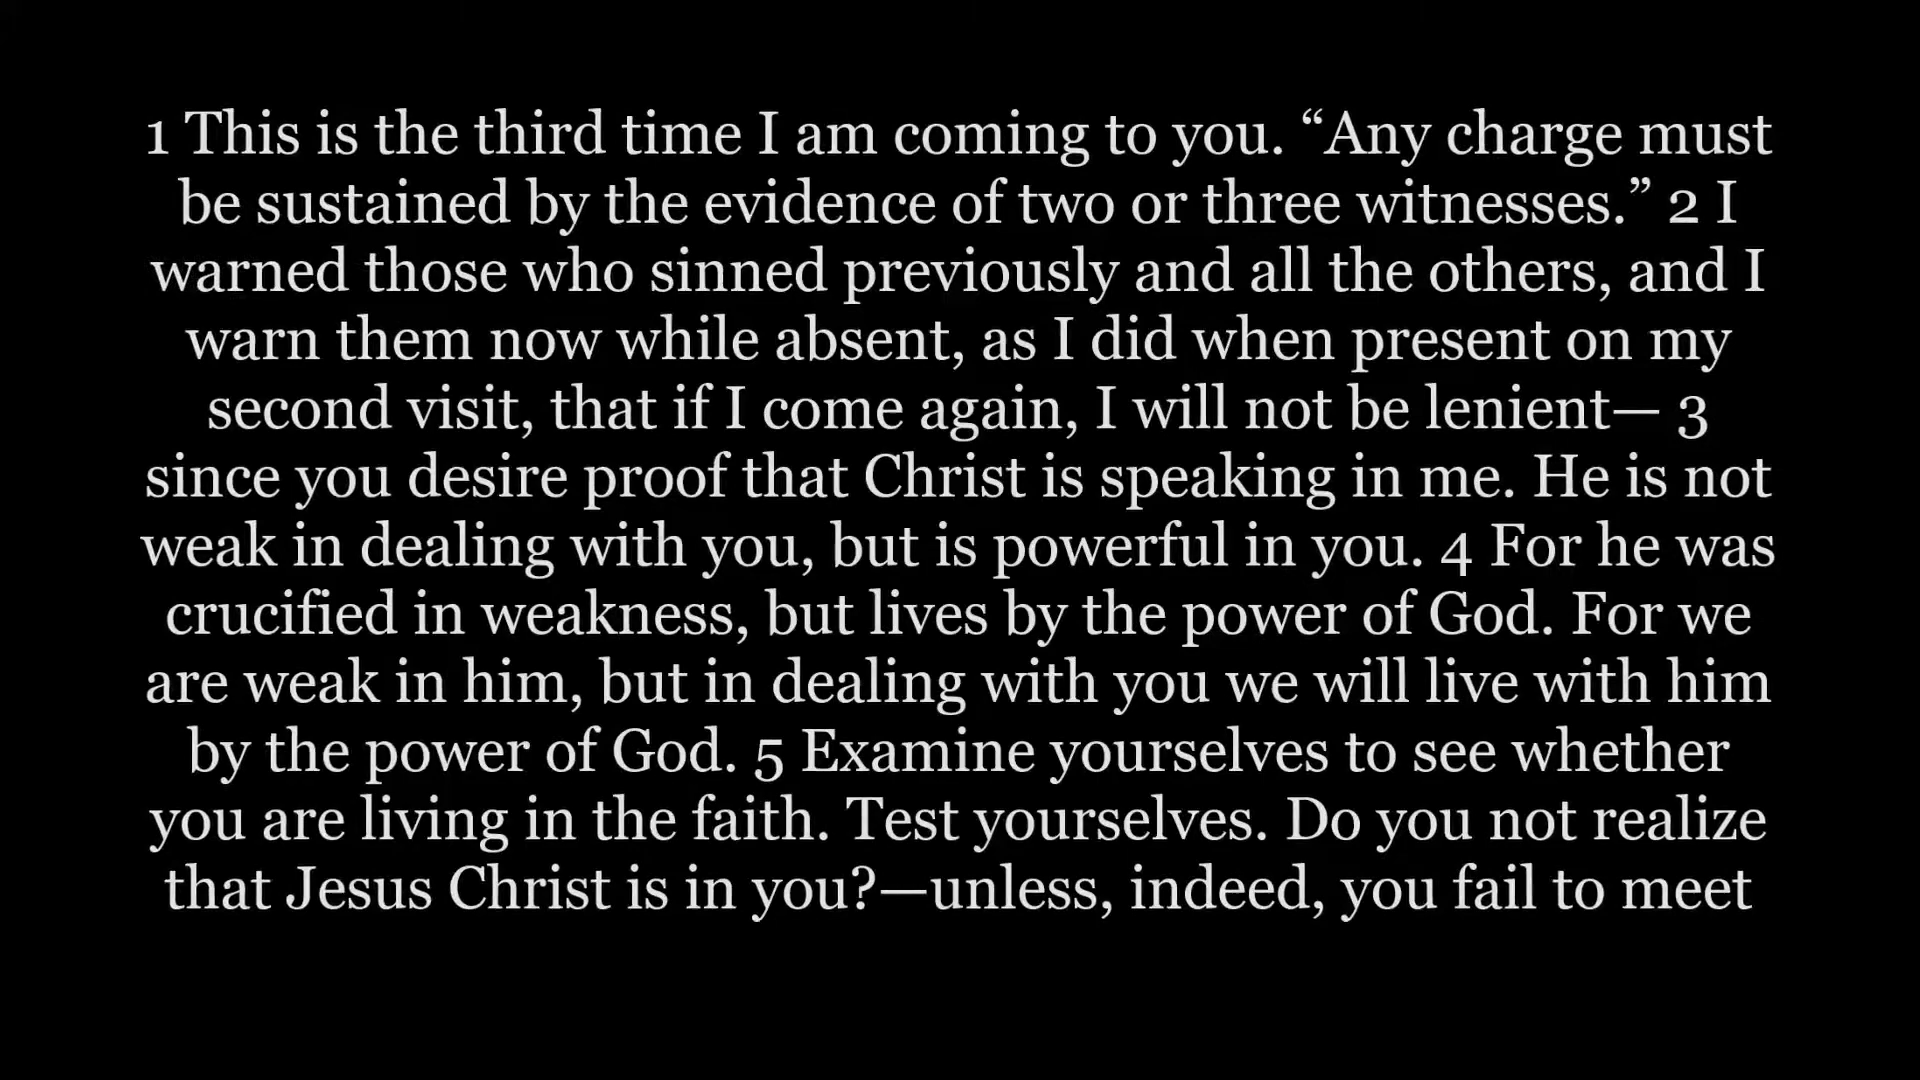 1 This is the third time I am coming to you. “Any charge must
be sustained by the evidence of two or three witnesses.” 2 I
warned those who sinned previously and all the others, and I
warn them now while absent, as I did when present on my
second visit, that if I come again, I will not be lenient— 3
since you desire proof that Christ is speaking in me. He is not
weak in dealing with you, but is powerful in you. 4 For he was
crucified in weakness, but lives by the power of God. For we
are weak in him, but in dealing with you we will live with him
by the power of God. 5 Examine yourselves to see whether
you are living in the faith. Test yourselves. Do you not realize
that Jesus Christ is in you?—unless, indeed, you fail to meet